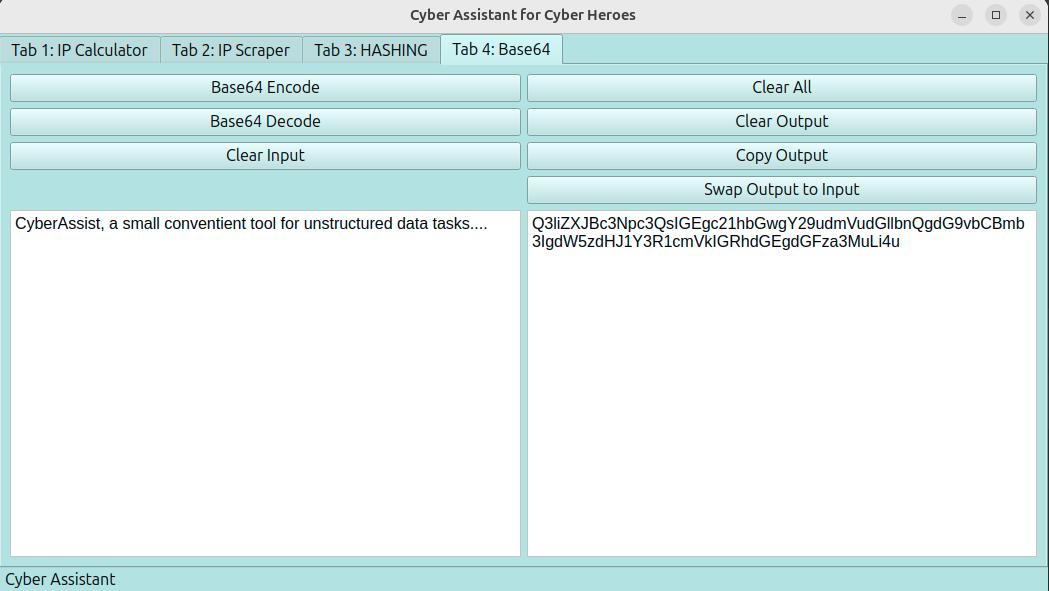 Cyber Assistant for Cyber Heroes
Tab 1: IP Calculator
Tab 2: IP Scraper
Tab 3: HASHING
Tab 4: Base64
Base64 Encode
Clear All
Base64 Decode
Clear Output
Clear Input
Copy Output
Swap Output to Input
CyberAssist, a small conventient tool for unstructured data tasks....
Q3liZXJBc3Npc3QsIGEgc21hbGwgY29udmVudGllbnQgdG9vbCBmb
3IgdW5zdHJ1Y3R1cmVkIGRhdGEgdGFza3MuLi4u
Cyber Assistant